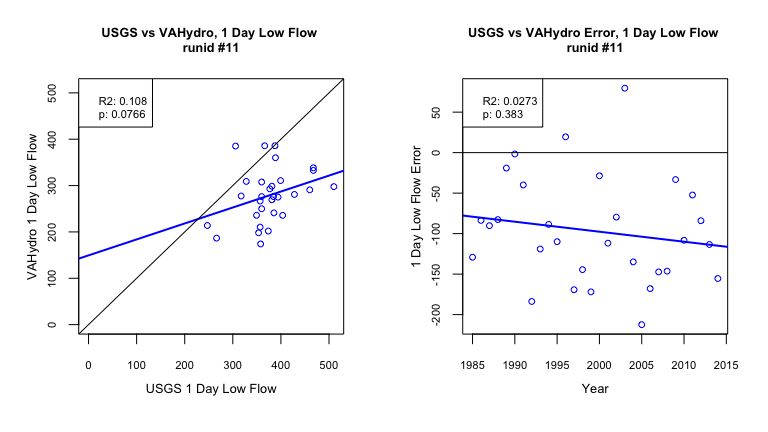 USGS vs VAHydro, 1 Day Low Flow
runid #11
R2: 0.108
p: 0.0766
VAHydro 1 Day Low Flow
500
400
300
200
100
0
0 100 200 300 400 500
USGS 1 Day Low Flow
USGS vs VAHydro Error, 1 Day Low Flow
runid #11
R2: 0.0273
p: 0.383
1 Day Low Flow Error
50
0
-50
-100
-150
-200
1985 1990 1995 2000 2005 2010 2015
Year